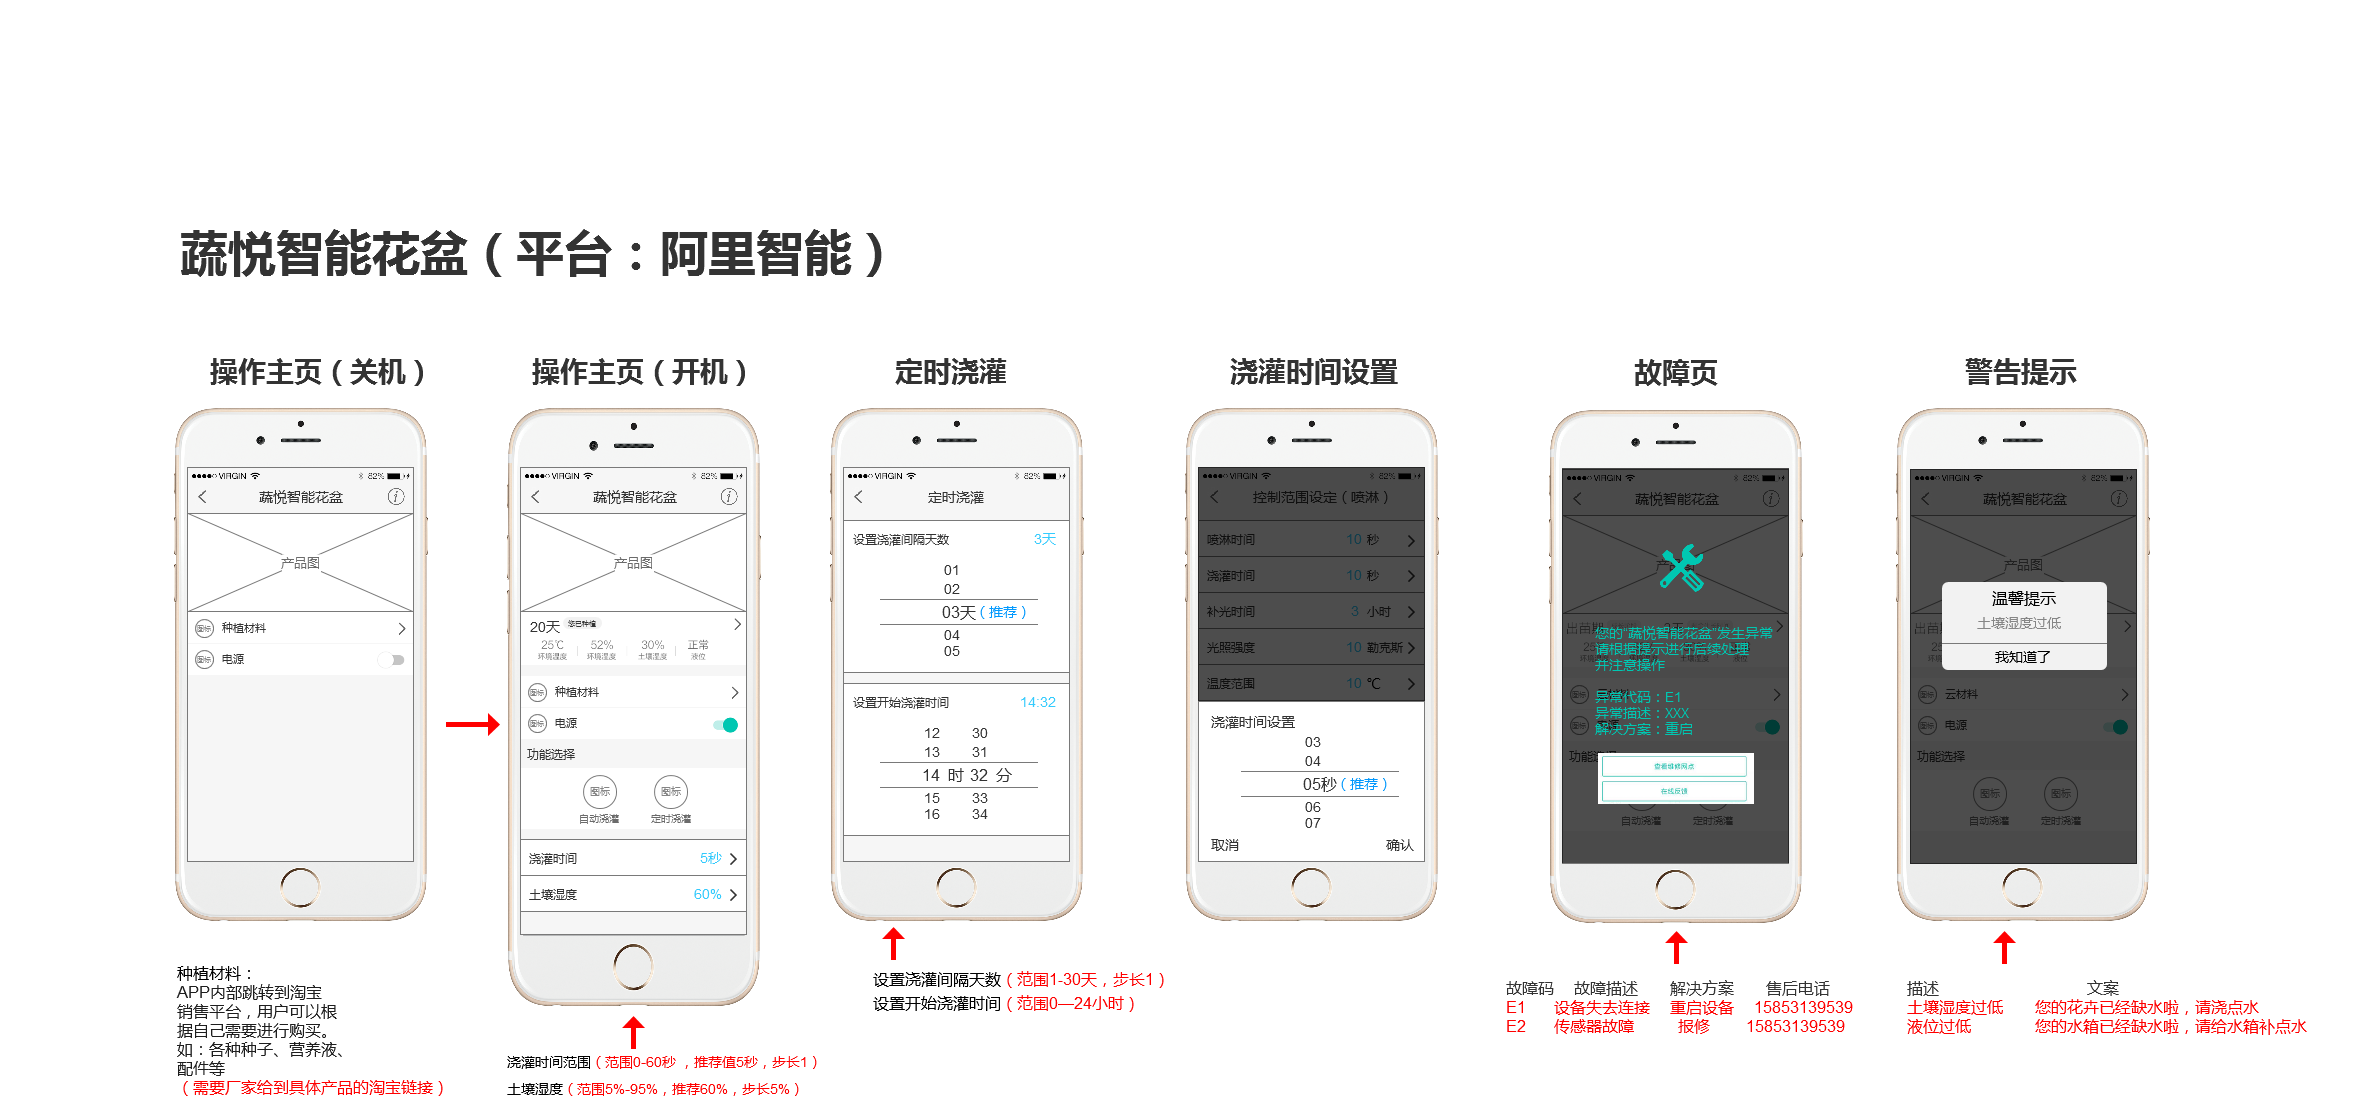 蔬悦智能花盆（平台：阿里智能）
操作主页（关机）
●●●●○ VIRGIN 82%
蔬悦智能花盆
产品图
图标 种植材料
图标 电源
种植材料：
APP内部跳转到淘宝
销售平台，用户可以根
据自己需要进行购买。
如：各种种子、营养液、
配件等
（需要厂家给到具体产品的淘宝链接）
操作主页（开机）
●●●●○ VIRGIN 82%
蔬悦智能花盆
产品图
20天 您已种植
25℃ 52% 30% 正常
环境温度 环境湿度 土壤湿度 液位
图标 种植材料
图标 电源
功能选择
图标 图标
自动浇灌 定时浇灌
浇灌时间 5秒
土壤湿度 60%
浇灌时间范围（范围0-60秒 ，推荐值5秒，步长1）
土壤湿度（范围5%-95%，推荐60%，步长5%）
定时浇灌
●●●●○ VIRGIN 82%
定时浇灌
设置浇灌间隔天数 3天
01
02
03天（推荐）
04
05
设置开始浇灌时间 14:32
12 30
13 31
14 时 32 分
15 33
16 34
设置浇灌间隔天数（范围1-30天，步长1）
设置开始浇灌时间（范围0—24小时）
浇灌时间设置
●●●●○ VIRGIN 82%
控制范围设定（喷淋）
喷淋时间 10 秒
浇灌时间 10 秒
补光时间 3 小时
光照强度 10 勒克斯
温度范围 10 ℃
浇灌时间设置
03
04
05秒（推荐）
06
07
取消 确认
故障页
●●●●○ VIRGIN 82%
蔬悦智能花盆
您的“蔬悦智能花盆”发生异常
请根据提示进行后续处理
并注意操作
异常代码：E1
异常描述：XXX
解决方案：重启
查看维修网点
在线反馈
自动浇灌 定时浇灌
故障码 故障描述 解决方案 售后电话
E1 设备失去连接 重启设备 15853139539
E2 传感器故障 报修 15853139539
警告提示
●●●●○ VIRGIN 82%
蔬悦智能花盆
产品图
温馨提示
土壤湿度过低
我知道了
图标 云材料
图标 电源
功能选择
图标 图标
自动浇灌 定时浇灌
描述 文案
土壤湿度过低 您的花卉已经缺水啦，请浇点水
液位过低 您的水箱已经缺水啦，请给水箱补点水